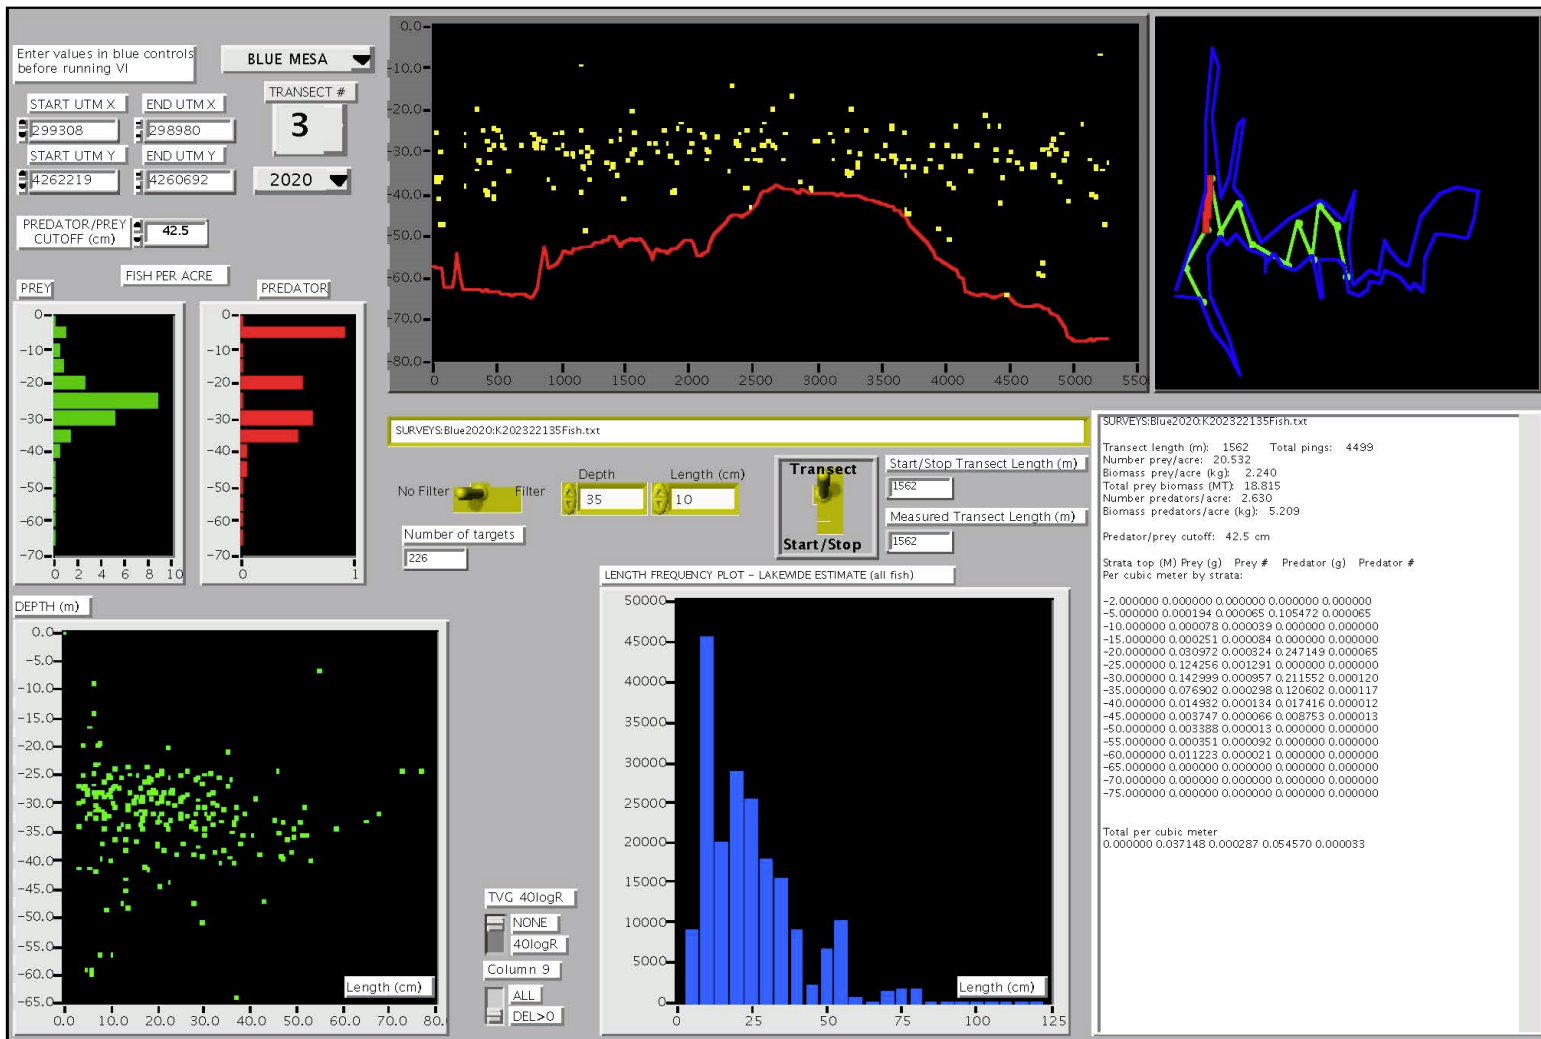 Enter values in blue controls
before running VI
BLUE MESA
START UTM X
END UTM X
299308
298980
START UTM Y
END UTM Y
4262219
4260692
TRANSECT #
3
2020
PREDATOR/PREY
CUTOFF (cm)
42.5
FISH PER ACRE
PREY
PREDATOR
0
-10
-20
-30
-40
-50
-60
-70
0 2 4 6 8 10
0
-10
-20
-30
-40
-50
-60
-70
0 1
0.0
-10.0
-20.0
-30.0
-40.0
-50.0
-60.0
-80.0
0 500 1000 1500 2000 2500 3000 3500 4000 4500 5000 550
SURVEYS:Blue2020:K202322135Fish.txt
No Filter
Filter
Depth
35
Length (cm)
10
Number of targets
226
Transect
Start/Stop
Start/Stop Transect Length (m)
1562
Measured Transect Length (m)
1562
SURVEYS:Blue2020:K202322135Fish.txt
Transect length (m): 1562 Total pings: 4499
Number prey/acre: 20.532
Biomass prey/acre (kg): 2.240
Total prey biomass (MT): 18.815
Number predators/acre: 2.630
Biomass predators/acre (kg): 5.209
Predator/prey cutoff: 42.5 cm
Strata top (M) Prey (g) Prey # Predator (g) Predator #
Per cubic meter by strata:
-2.000000 0.000000 0.000000 0.000000 0.000000
-5.000000 0.000194 0.000065 0.105472 0.000065
-10.000000 0.000078 0.000039 0.000000 0.000000
-15.000000 0.000251 0.000084 0.000000 0.000000
-20.000000 0.030972 0.000324 0.247149 0.000065
-25.000000 0.124256 0.001291 0.000000 0.000000
-30.000000 0.142999 0.000957 0.211552 0.000120
-35.000000 0.076902 0.000298 0.120602 0.000117
-40.000000 0.014932 0.000134 0.017416 0.000012
-45.000000 0.003747 0.000066 0.008753 0.000013
-50.000000 0.003388 0.000013 0.000000 0.000000
-55.000000 0.000351 0.000092 0.000000 0.000000
-60.000000 0.011223 0.000021 0.000000 0.000000
-65.000000 0.000000 0.000000 0.000000 0.000000
-70.000000 0.000000 0.000000 0.000000 0.000000
-75.000000 0.000000 0.000000 0.000000 0.000000
Total per cubic meter
0.000000 0.037148 0.000287 0.054570 0.000033
DEPTH (m)
0.0
-5.0
-10.0
-15.0
-20.0
-25.0
-30.0
-35.0
-40.0
-45.0
-50.0
-55.0
-60.0
-65.0
0.0 10.0 20.0 30.0 40.0 50.0 60.0 70.0 80.
Length (cm)
TVG 40logR
NONE
40logR
Column 9
ALL
DEL>0
LENGTH FREQUENCY PLOT - LAKEWIDE ESTIMATE (all fish)
50000
45000
40000
35000
30000
25000
20000
15000
10000
5000
0
0 25 50 75 100 125
Length (cm)